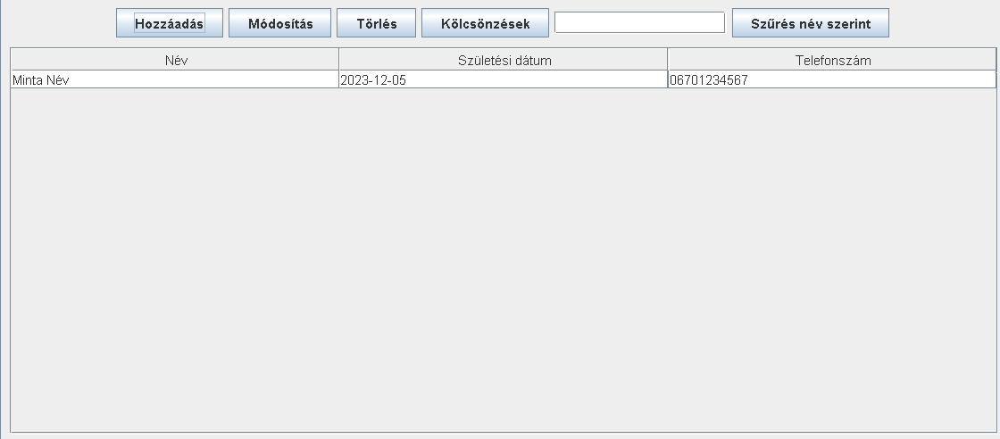 Hozzáadás Módosítás Törlés Kölcsönzések Szűrés név szerint
Név Születési dátum Telefonszám
Minta Név 2023-12-05 06701234567